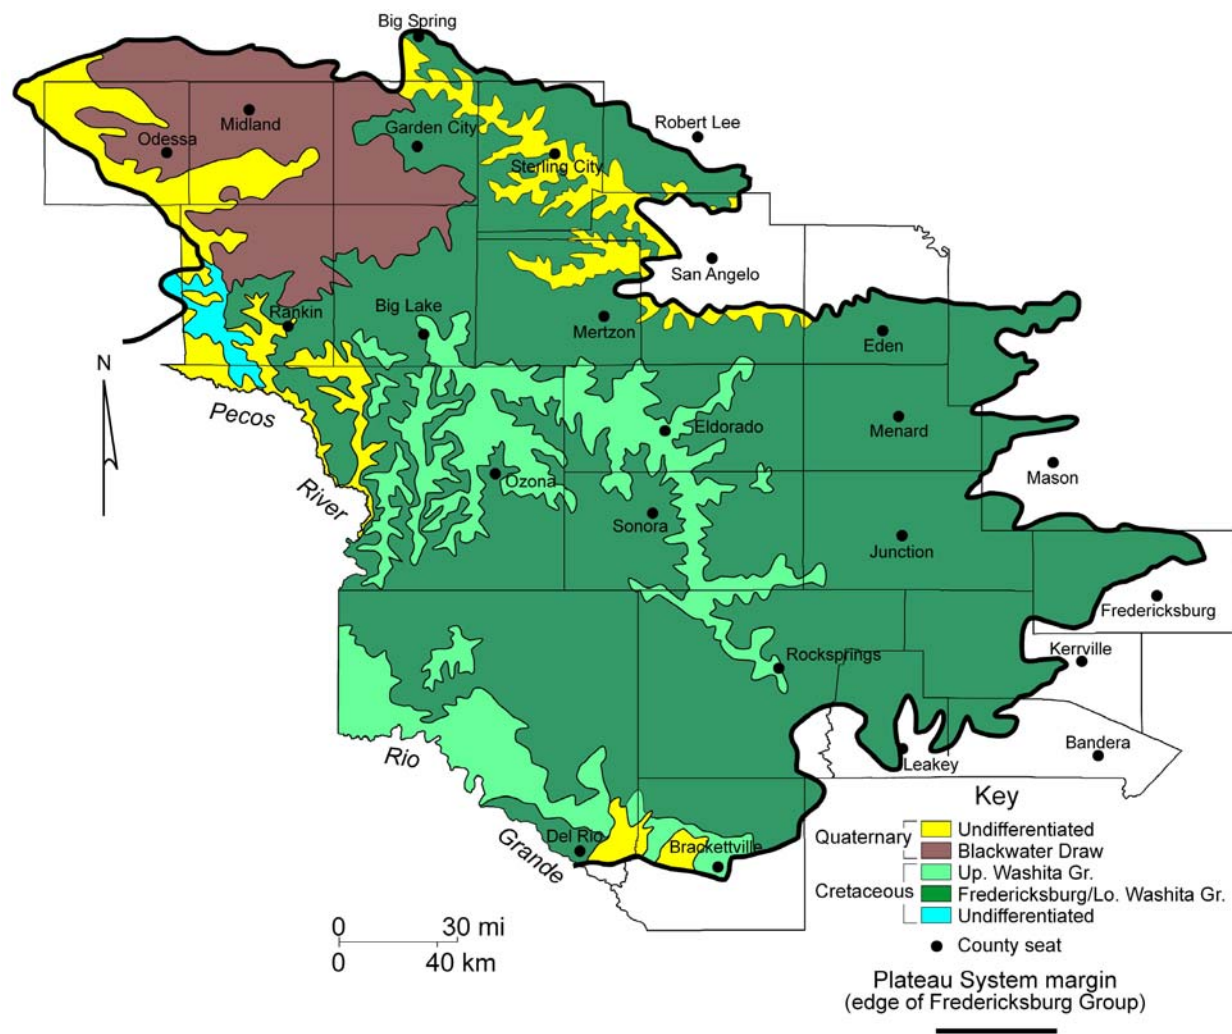 Big Spring
Robert Lee
Midland
Garden City
Odessa
Sterling City
San Angelo
Rankin
Big Lake
Mertzon
Eden
N
Pecos
Eldorado
Menard
Ozona
Mason
River
Sonora
Junction
Fredericksburg
Kerrville
Rocksprings
Rio
Leakey
Bandera
Grande
Del Rio
Brackettville
Key
Quaternary
Undifferentiated
Blackwater Draw
Cretaceous
Up. Washita Gr.
Fredericksburg/Lo. Washita Gr.
Undifferentiated
County seat
Plateau System margin
(edge of Fredericksburg Group)
0 30 mi
0 40 km